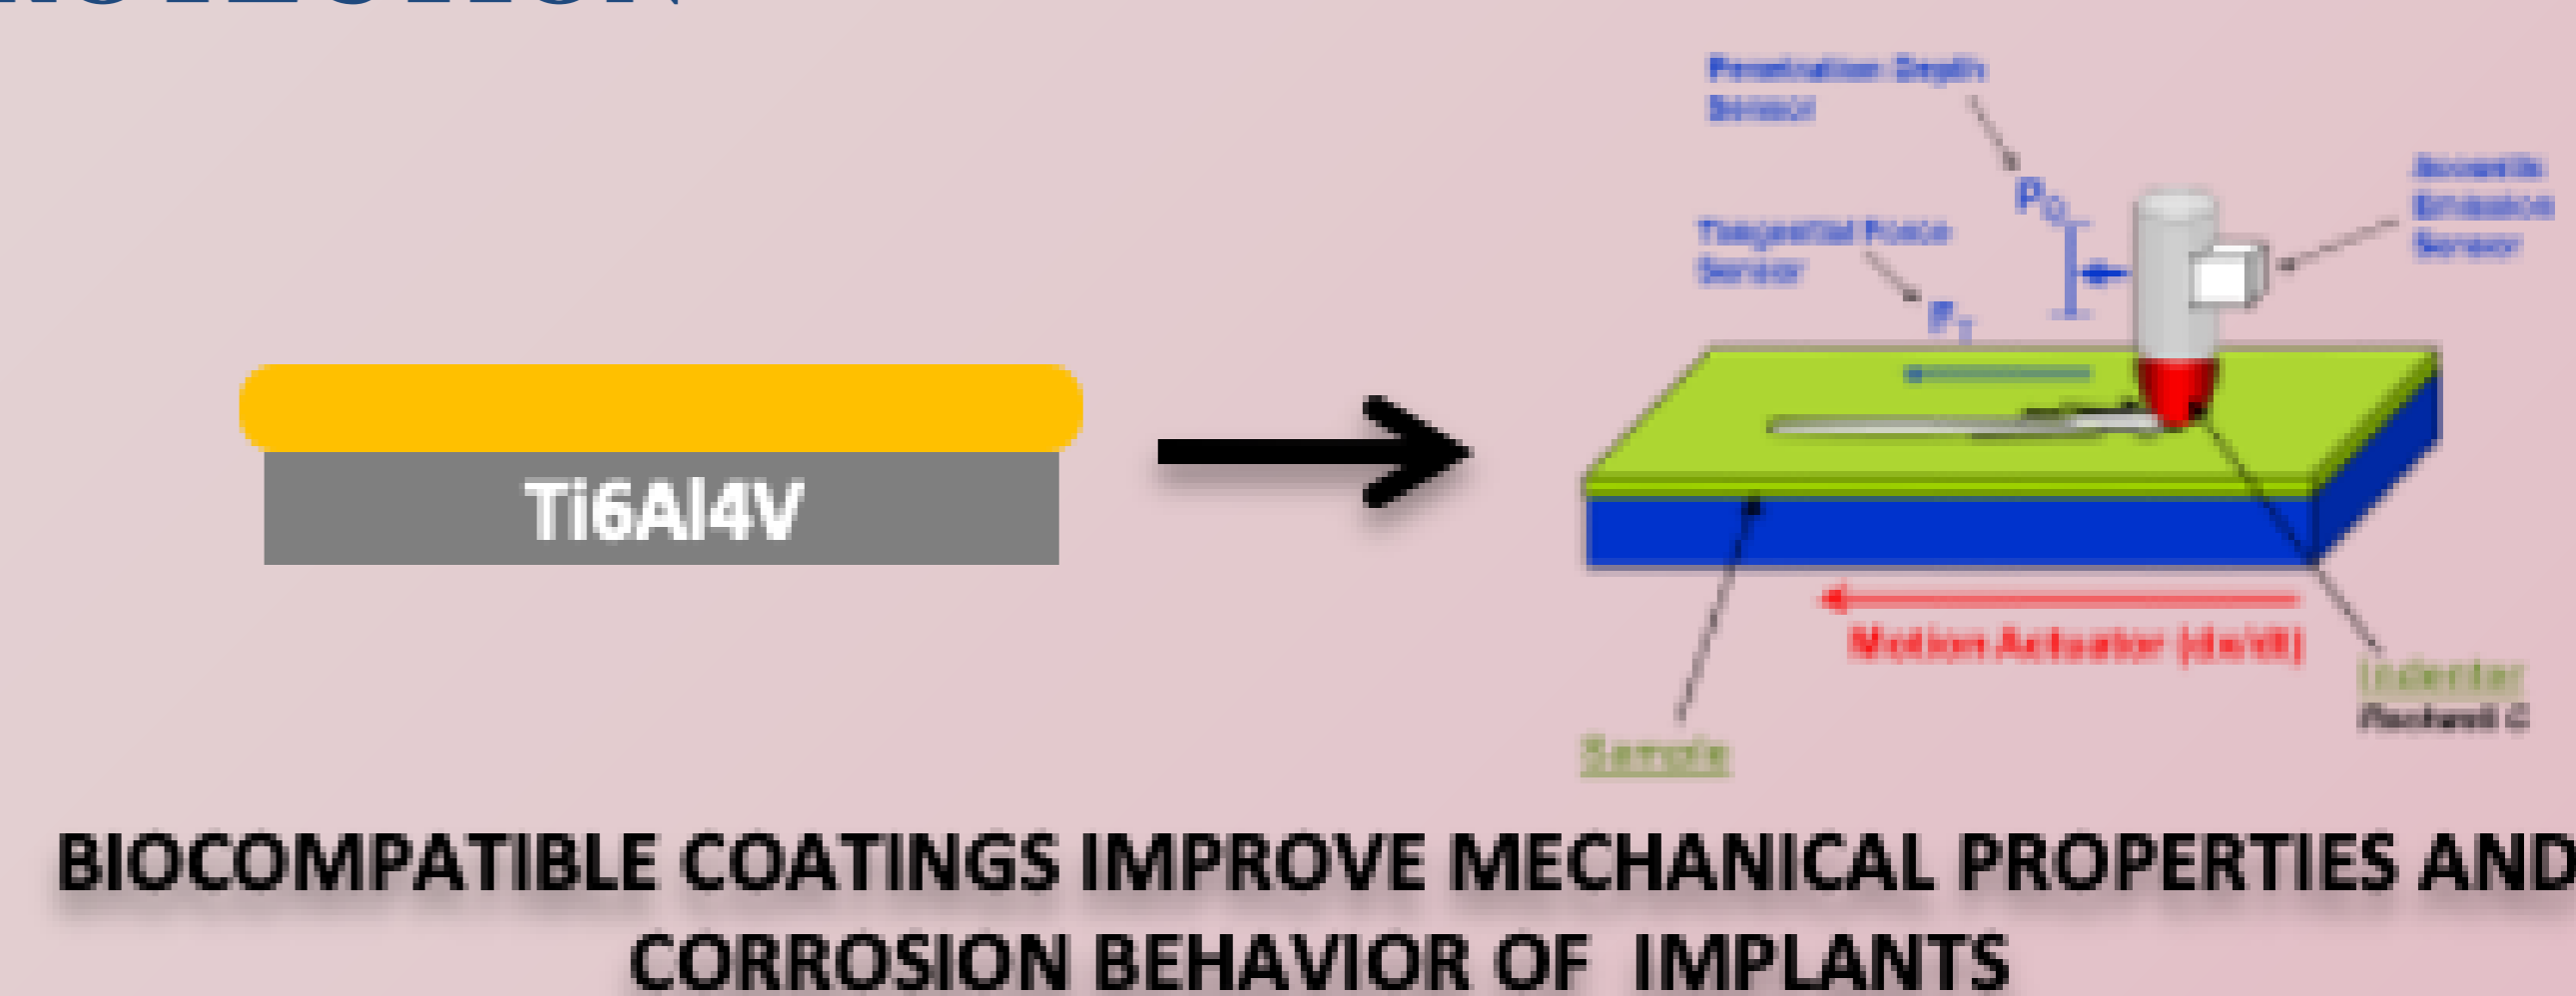 Penetration Depth
Sensor
Acoustic
Emission
Sensor
Tangential Force
Sensor
Ti6Al4V
Motion Actuator (dx/dt)
Indenter
Rockwell C
Sample
BIOCOMPATIBLE COATINGS IMPROVE MECHANICAL PROPERTIES AND
CORROSION BEHAVIOR OF IMPLANTS